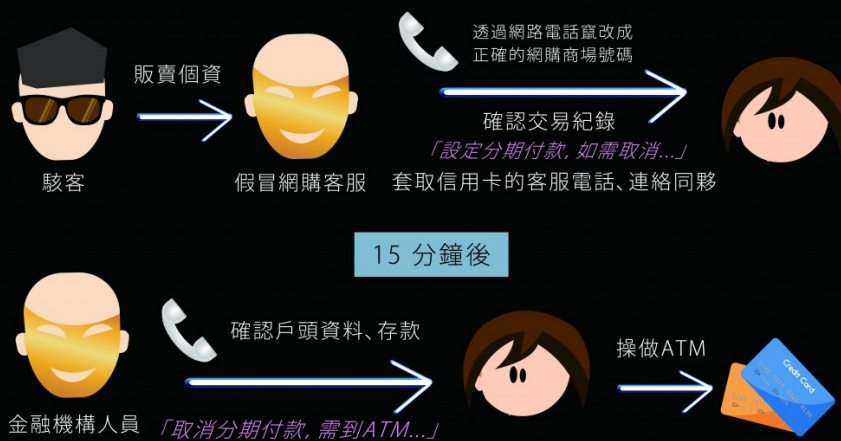 透過網路電話竄改成
正確的網購商場號碼
販賣個資
確認交易紀錄
「設定分期付款, 如需取消...」
駭客
假冒網購客服
套取信用卡的客服電話、連絡同夥
15 分鐘後
確認戶頭資料、存款
操做ATM
Credit Card
金融機構人員
「取消分期付款, 需到ATM...」